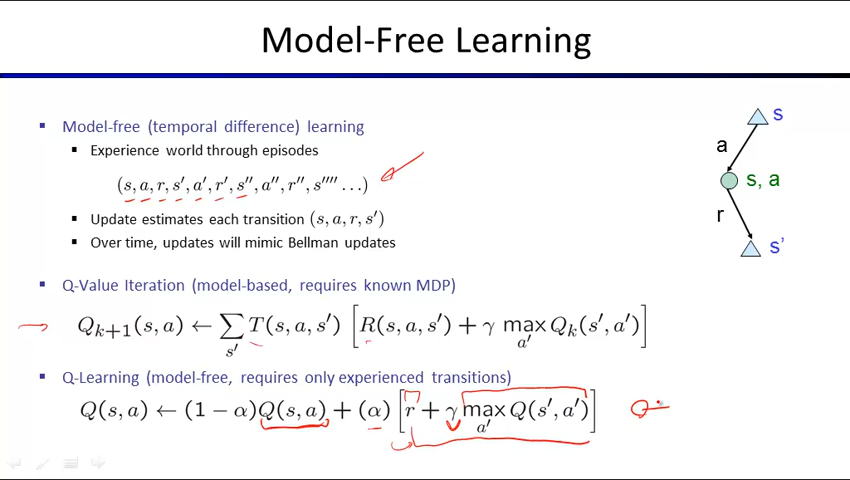 Model-Free Learning
▪ Model-free (temporal difference) learning
▪ Experience world through episodes
(s, a, r, s′, a′, r′, s″, a″, r″, s⁗ …)
▪ Update estimates each transition (s, a, r, s′)
▪ Over time, updates will mimic Bellman updates
▪ Q-Value Iteration (model-based, requires known MDP)
Q_{k+1}(s, a) ← ∑_{s′} T(s, a, s′) [R(s, a, s′) + γ max_{a′} Q_k(s′, a′)]
▪ Q-Learning (model-free, requires only experienced transitions)
Q(s, a) ← (1 − α)Q(s, a) + (α) [r + γ max_{a′} Q(s′, a′)]
s
a
s, a
r
s’